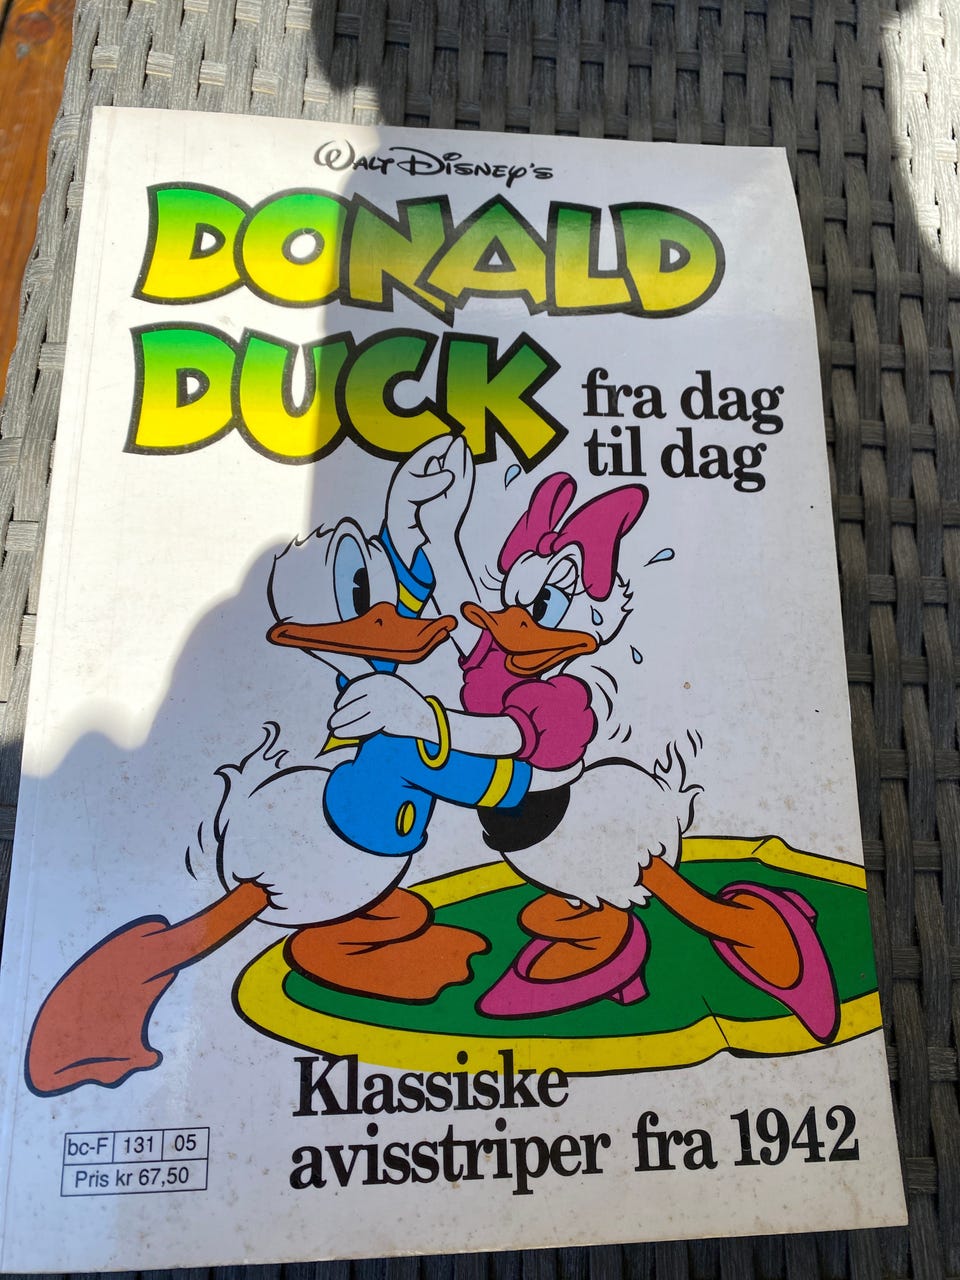 Walt Disney's
DONALD
DUCK
fra dag
til dag
Klassiske
avisstriper fra 1942
bc-F 131 05
Pris kr 67,50